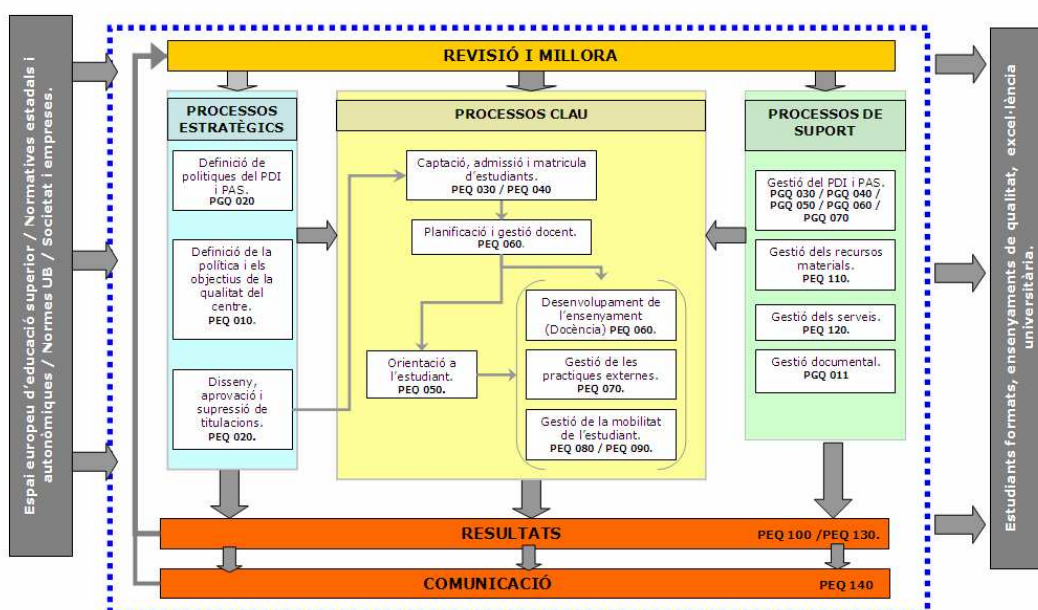 Espai europeu d'educació superior / Normatives estadals i
autonòmiques / Normes UB / Societat i empreses.
REVISIÓ I MILLORA
PROCESSOS
ESTRATÈGICS
Definició de
politiques del PDI
i PAS.
PGQ 020
Definició de la
política i els
objectius de la
qualitat del
centre.
PEQ 010.
Disseny,
aprovació i
supressió de
titulacions.
PEQ 020.
PROCESSOS CLAU
Captació, admissió i matricula
d'estudiants.
PEQ 030 / PEQ 040
Planificació i gestió docent.
PEQ 060.
Desenvolupament de
l'ensenyament
(Docència) PEQ 060.
Orientació a
l'estudiant.
PEQ 050.
Gestió de les
practiques externes.
PEQ 070.
Gestió de la mobilitat
de l'estudiant.
PEQ 080 / PEQ 090.
PROCESSOS DE
SUPORT
Gestió del PDI i PAS.
PGQ 030 / PGQ 040 /
PGQ 050 / PGQ 060 /
PGQ 070
Gestió dels recursos
materials.
PEQ 110.
Gestió dels serveis.
PEQ 120.
Gestió documental.
PGQ 011
RESULTATS
PEQ 100 /PEQ 130.
COMUNICACIÓ
PEQ 140
Estudiants formats, ensenyaments de qualitat, excel·lència
universitària.